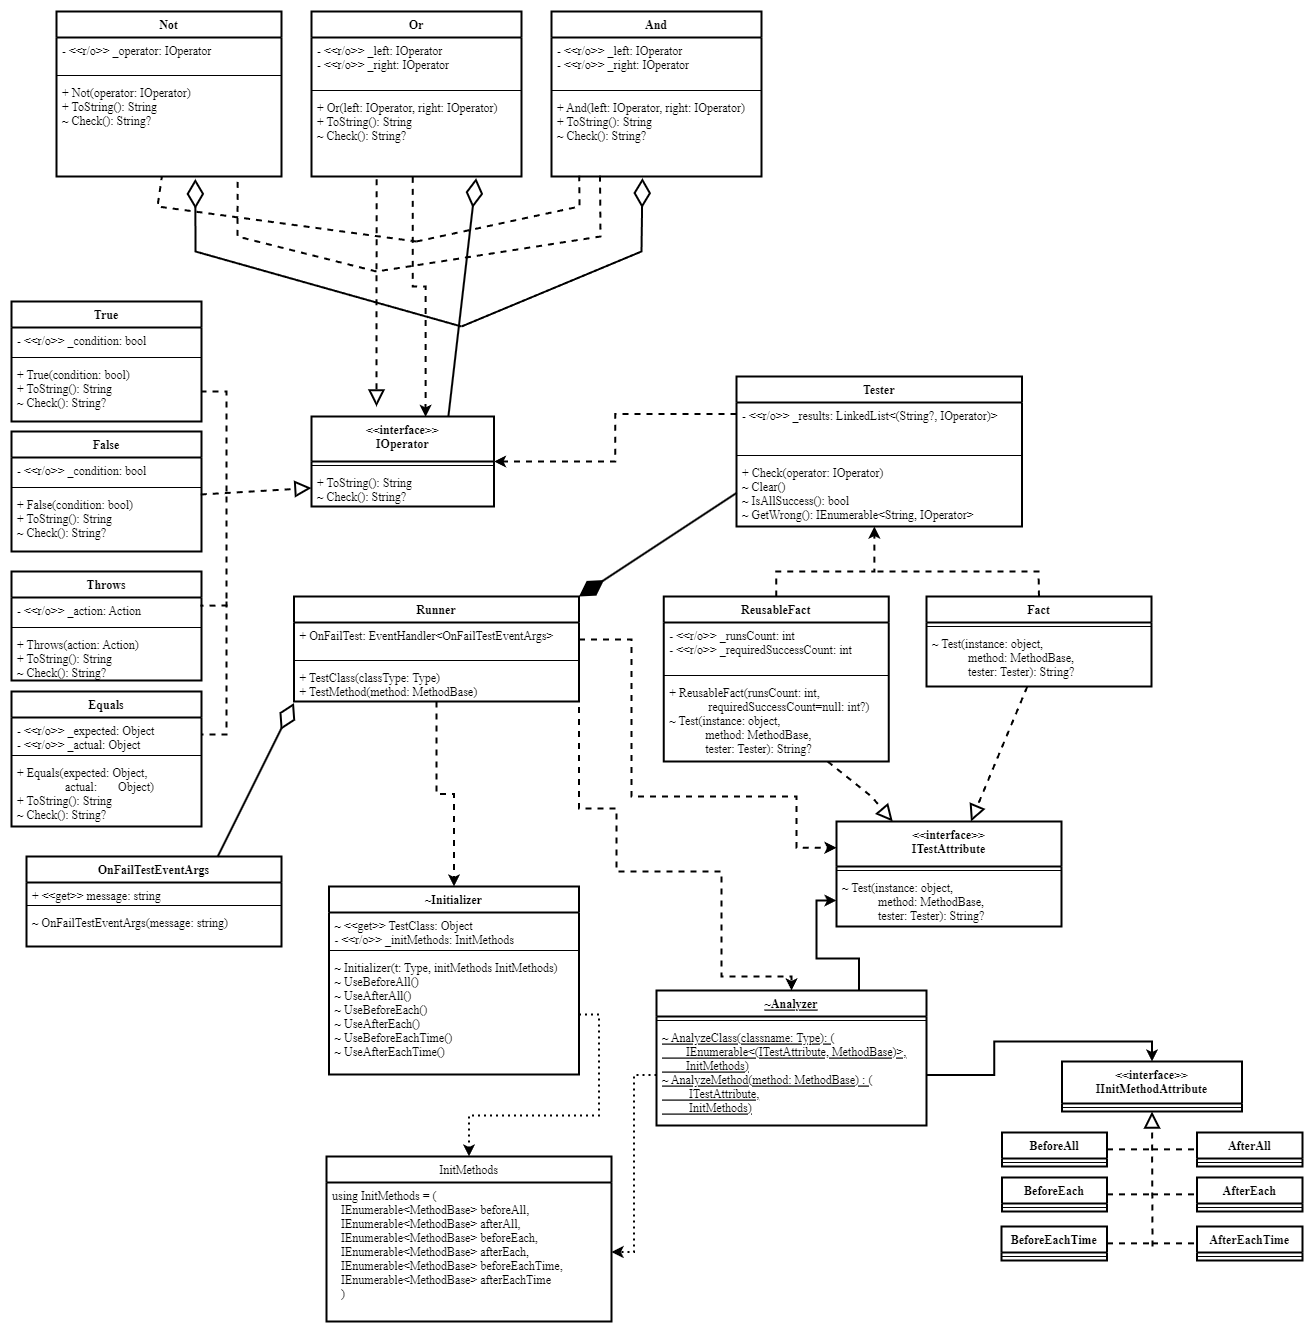 Not
- <<r/o>> _operator: IOperator
+ Not(operator: IOperator)
+ ToString(): String
~ Check(): String?
Or
- <<r/o>> _left: IOperator
- <<r/o>> _right: IOperator
+ Or(left: IOperator, right: IOperator)
+ ToString(): String
~ Check(): String?
And
- <<r/o>> _left: IOperator
- <<r/o>> _right: IOperator
+ And(left: IOperator, right: IOperator)
+ ToString(): String
~ Check(): String?
True
- <<r/o>> _condition: bool
+ True(condition: bool)
+ ToString(): String
~ Check(): String?
False
- <<r/o>> _condition: bool
+ False(condition: bool)
+ ToString(): String
~ Check(): String?
Throws
- <<r/o>> _action: Action
+ Throws(action: Action)
+ ToString(): String
~ Check(): String?
Equals
- <<r/o>> _expected: Object
- <<r/o>> _actual: Object
+ Equals(expected: Object,
actual: Object)
+ ToString(): String
~ Check(): String?
<<interface>>
IOperator
+ ToString(): String
~ Check(): String?
Tester
- <<r/o>> _results: LinkedList<(String?, IOperator)>
+ Check(operator: IOperator)
~ Clear()
~ IsAllSuccess(): bool
~ GetWrong(): IEnumerable<String, IOperator>
Runner
+ OnFailTest: EventHandler<OnFailTestEventArgs>
+ TestClass(classType: Type)
+ TestMethod(method: MethodBase)
ReusableFact
- <<r/o>> _runsCount: int
- <<r/o>> _requiredSuccessCount: int
+ ReusableFact(runsCount: int,
requiredSuccessCount=null: int?)
~ Test(instance: object,
method: MethodBase,
tester: Tester): String?
Fact
~ Test(instance: object,
method: MethodBase,
tester: Tester): String?
<<interface>>
ITestAttribute
~ Test(instance: object,
method: MethodBase,
tester: Tester): String?
OnFailTestEventArgs
+ <<get>> message: string
~ OnFailTestEventArgs(message: string)
~Initializer
~ <<get>> TestClass: Object
- <<r/o>> _initMethods: InitMethods
~ Initializer(t: Type, initMethods InitMethods)
~ UseBeforeAll()
~ UseAfterAll()
~ UseBeforeEach()
~ UseAfterEach()
~ UseBeforeEachTime()
~ UseAfterEachTime()
~Analyzer
~ AnalyzeClass(classname: Type): (
IEnumerable<(ITestAttribute, MethodBase)>,
InitMethods)
~ AnalyzeMethod(method: MethodBase) : (
ITestAttribute,
InitMethods)
<<interface>>
IInitMethodAttribute
BeforeAll
AfterAll
BeforeEach
AfterEach
BeforeEachTime
AfterEachTime
InitMethods
using InitMethods = (
IEnumerable<MethodBase> beforeAll,
IEnumerable<MethodBase> afterAll,
IEnumerable<MethodBase> beforeEach,
IEnumerable<MethodBase> afterEach,
IEnumerable<MethodBase> beforeEachTime,
IEnumerable<MethodBase> afterEachTime
)